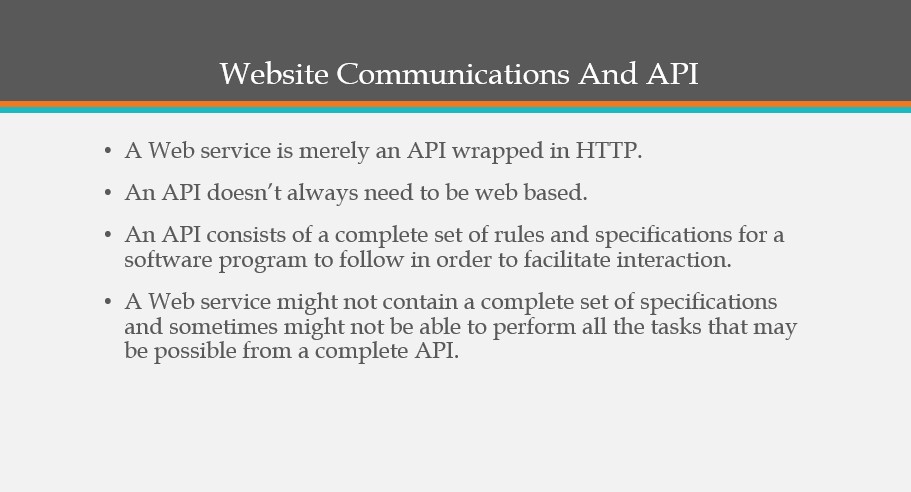 Website Communications And API
• A Web service is merely an API wrapped in HTTP.
• An API doesn’t always need to be web based.
• An API consists of a complete set of rules and specifications for a
software program to follow in order to facilitate interaction.
• A Web service might not contain a complete set of specifications
and sometimes might not be able to perform all the tasks that may
be possible from a complete API.